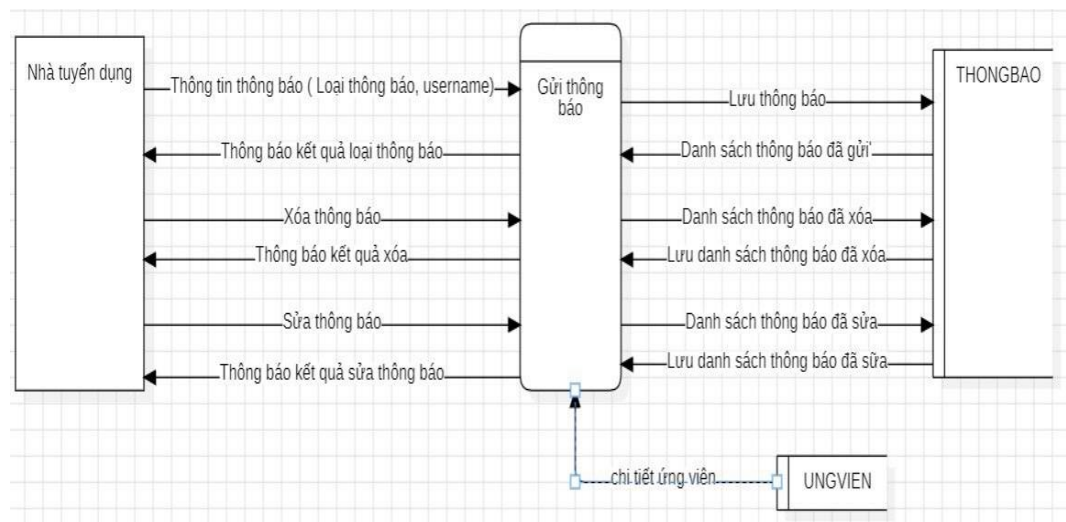 Nhà tuyển dụng
Thông tin thông báo ( Loại thông báo, username)
Gửi thông
báo
THONGBAO
Lưu thông báo
Thông báo kết quả loại thông báo
Danh sách thông báo đã gửi'
Xóa thông báo
Danh sách thông báo đã xóa
Thông báo kết quả xóa
Lưu danh sách thông báo đã xóa
Sửa thông báo
Danh sách thông báo đã sửa
Thông báo kết quả sửa thông báo
Lưu danh sách thông báo đã sữa
chi tiết ứng viên
UNGVIEN